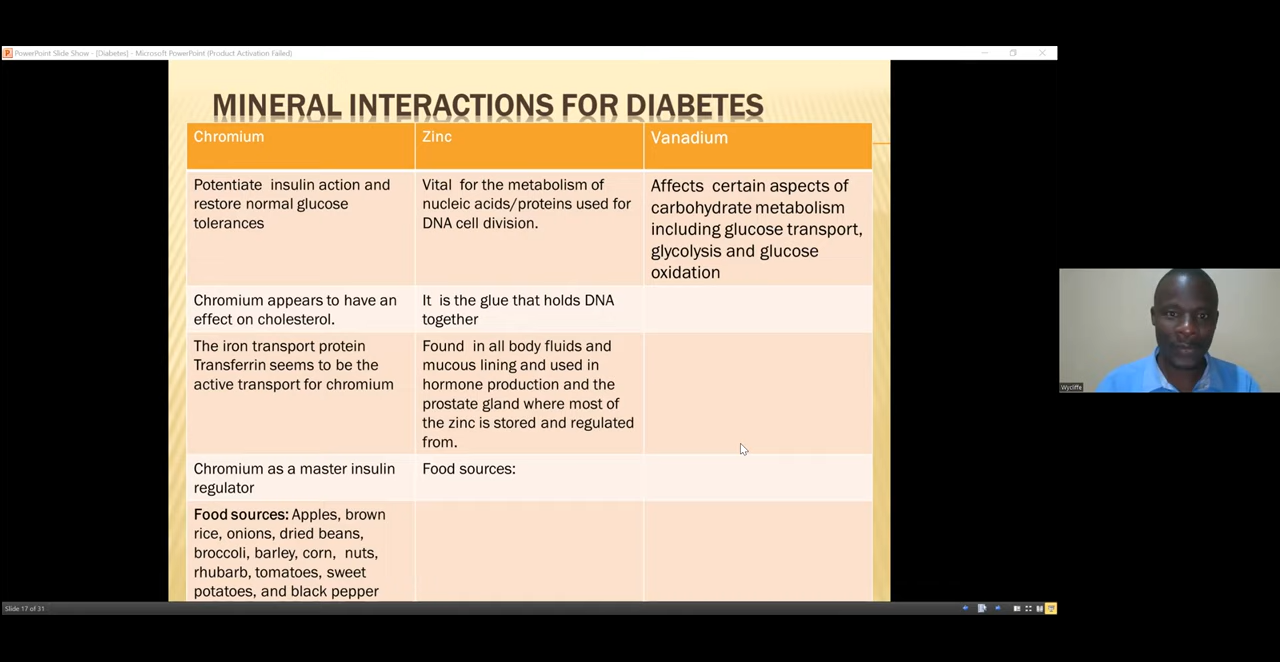 PowerPoint Slide Show - [Diabetes] - Microsoft PowerPoint (Product Activation Failed)
MINERAL INTERACTIONS FOR DIABETES
Chromium
Zinc
Vanadium
Potentiate insulin action and
restore normal glucose
tolerances
Vital for the metabolism of
nucleic acids/proteins used for
DNA cell division.
Affects certain aspects of
carbohydrate metabolism
including glucose transport,
glycolysis and glucose
oxidation
Chromium appears to have an
effect on cholesterol.
It is the glue that holds DNA
together
The iron transport protein
Transferrin seems to be the
active transport for chromium
Found in all body fluids and
mucous lining and used in
hormone production and the
prostate gland where most of
the zinc is stored and regulated
from.
Chromium as a master insulin
regulator
Food sources:
Food sources: Apples, brown
rice, onions, dried beans,
broccoli, barley, corn, nuts,
rhubarb, tomatoes, sweet
potatoes, and black pepper
Wycliffe
Slide 17 of 31